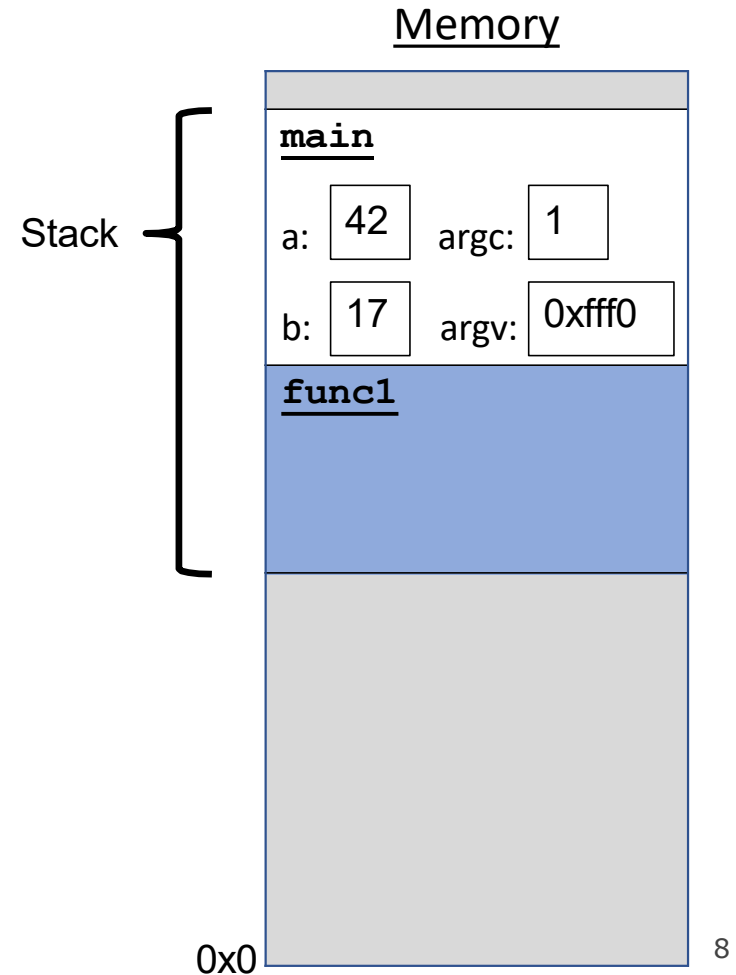 Memory
main
Stack
a: 42 argc: 1
b: 17 argv: 0xfff0
func1
0x0
8